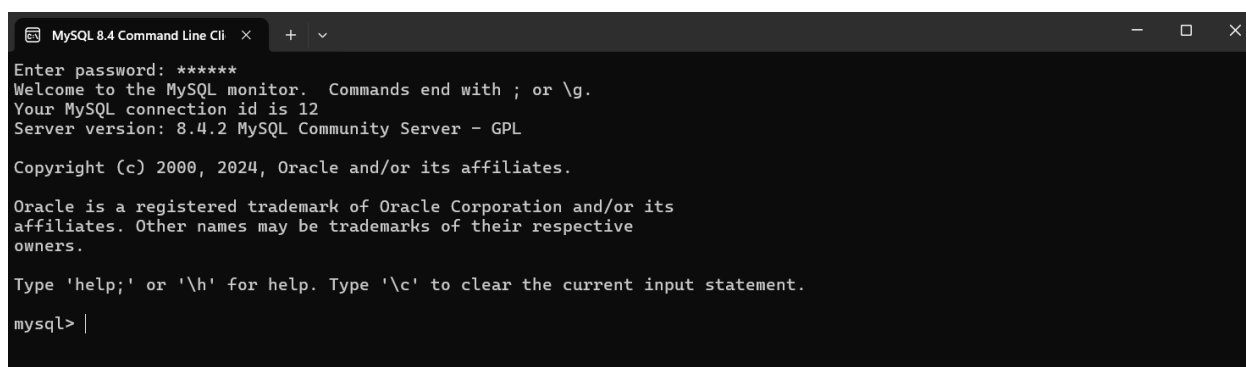 MySQL 8.4 Command Line Cli
Enter password: ******
Welcome to the MySQL monitor.  Commands end with ; or \g.
Your MySQL connection id is 12
Server version: 8.4.2 MySQL Community Server - GPL
Copyright (c) 2000, 2024, Oracle and/or its affiliates.
Oracle is a registered trademark of Oracle Corporation and/or its
affiliates. Other names may be trademarks of their respective
owners.
Type 'help;' or '\h' for help. Type '\c' to clear the current input statement.
mysql>